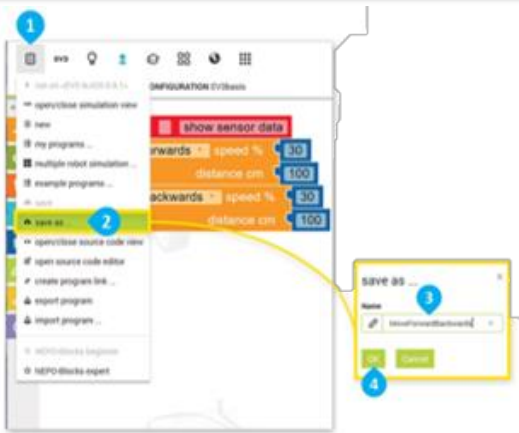 1
EV3
CONFIGURATION EV3basis
open/close simulation view
new
my programs ...
multiple robot simulation ...
example programs ...
save
save as ...
2
open/close source code view
open source code editor
create program link ...
export program
import program ...
NEPO-Blocks beginner
NEPO-Blocks expert
show sensor data
rwards speed % 30
distance cm 100
ackwards speed % 30
distance cm 100
save as ...
×
Name
3
MoveForwardBackwards
OK Cancel
4